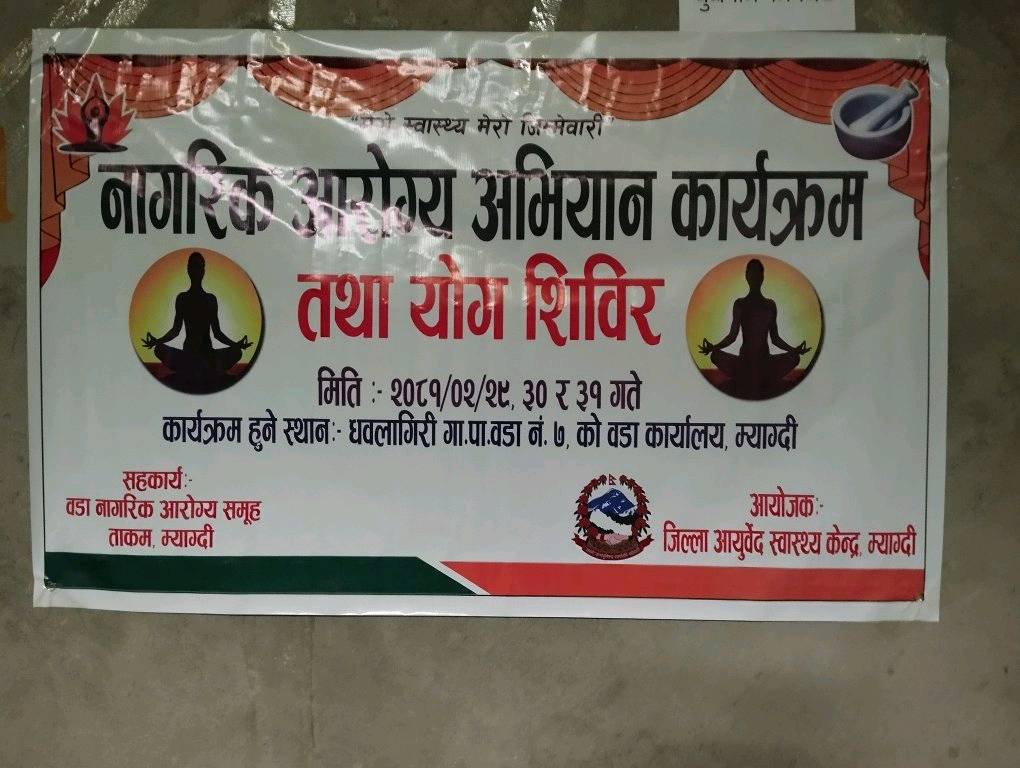 "मेरो स्वास्थ्य मेरो जिम्मेवारी"
नागरिक आरोग्य अभियान कार्यक्रम
तथा योग शिविर
मिति :- २०८१/०२/२९, ३० र ३१ गते
कार्यक्रम हुने स्थान:- धवलागिरी गा.पा.वडा नं. ७, को वडा कार्यालय, म्याग्दी
सहकार्य:-
वडा नागरिक आरोग्य समूह
ताकम, म्याग्दी
आयोजक:-
जिल्ला आयुर्वेद स्वास्थ्य केन्द्र, म्याग्दी